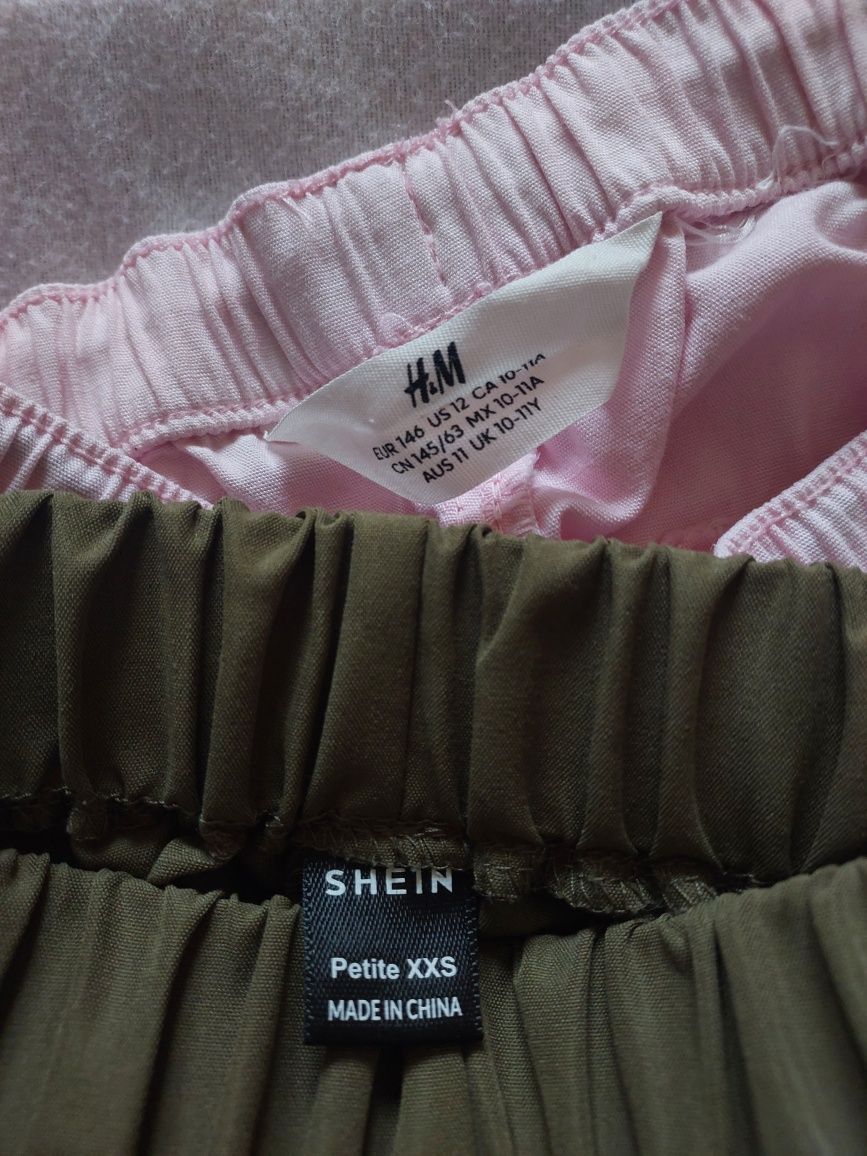 H&M
EUR 146 US 12 CA 10-11A
CN 145/63 MX 10-11A
AUS 11 UK 10-11Y
SHEIN
Petite XXS
MADE IN CHINA